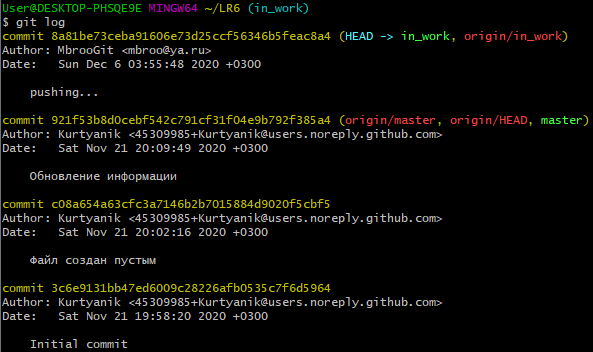 User@DESKTOP-PHSQE9E MINGW64 ~/LR6 (in_work)
$ git log
commit 8a81be73ceba91606e73d25ccf56346b5feac8a4 (HEAD -> in_work, origin/in_work)
Author: MbrooGit <mbroo@ya.ru>
Date:   Sun Dec 6 03:55:48 2020 +0300

    pushing...

commit 921f53b8d0cebf542c791cf31f04e9b792f385a4 (origin/master, origin/HEAD, master)
Author: Kurtyanik <45309985+Kurtyanik@users.noreply.github.com>
Date:   Sat Nov 21 20:09:49 2020 +0300

    Обновление информации

commit c08a654a63cfc3a7146b2b7015884d9020f5cbf5
Author: Kurtyanik <45309985+Kurtyanik@users.noreply.github.com>
Date:   Sat Nov 21 20:02:16 2020 +0300

    Файл создан пустым

commit 3c6e9131bb47ed6009c28226afb0535c7f6d5964
Author: Kurtyanik <45309985+Kurtyanik@users.noreply.github.com>
Date:   Sat Nov 21 19:58:20 2020 +0300

    Initial commit